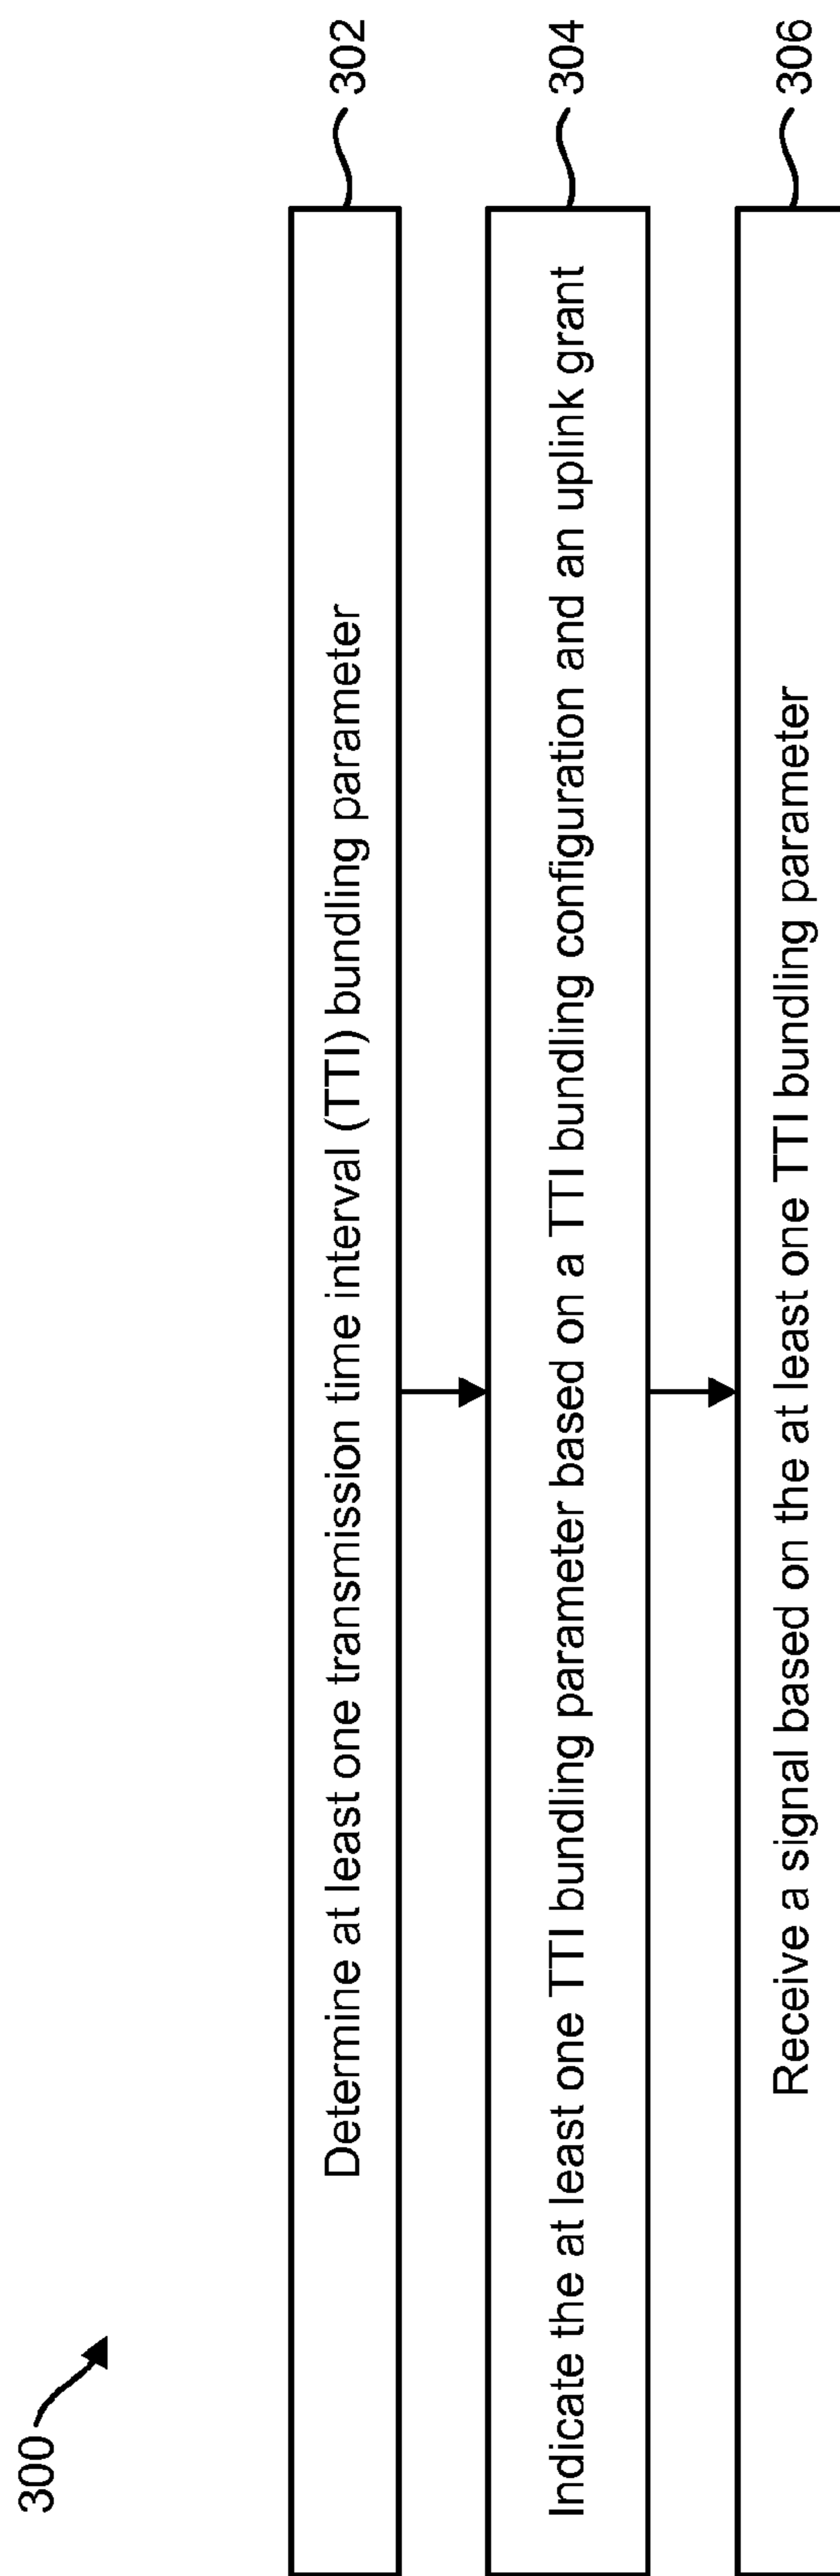 300
Determine at least one transmission time interval (TTI) bundling parameter
302
Indicate the at least one TTI bundling parameter based on a TTI bundling configuration and an uplink grant
304
Receive a signal based on the at least one TTI bundling parameter
306